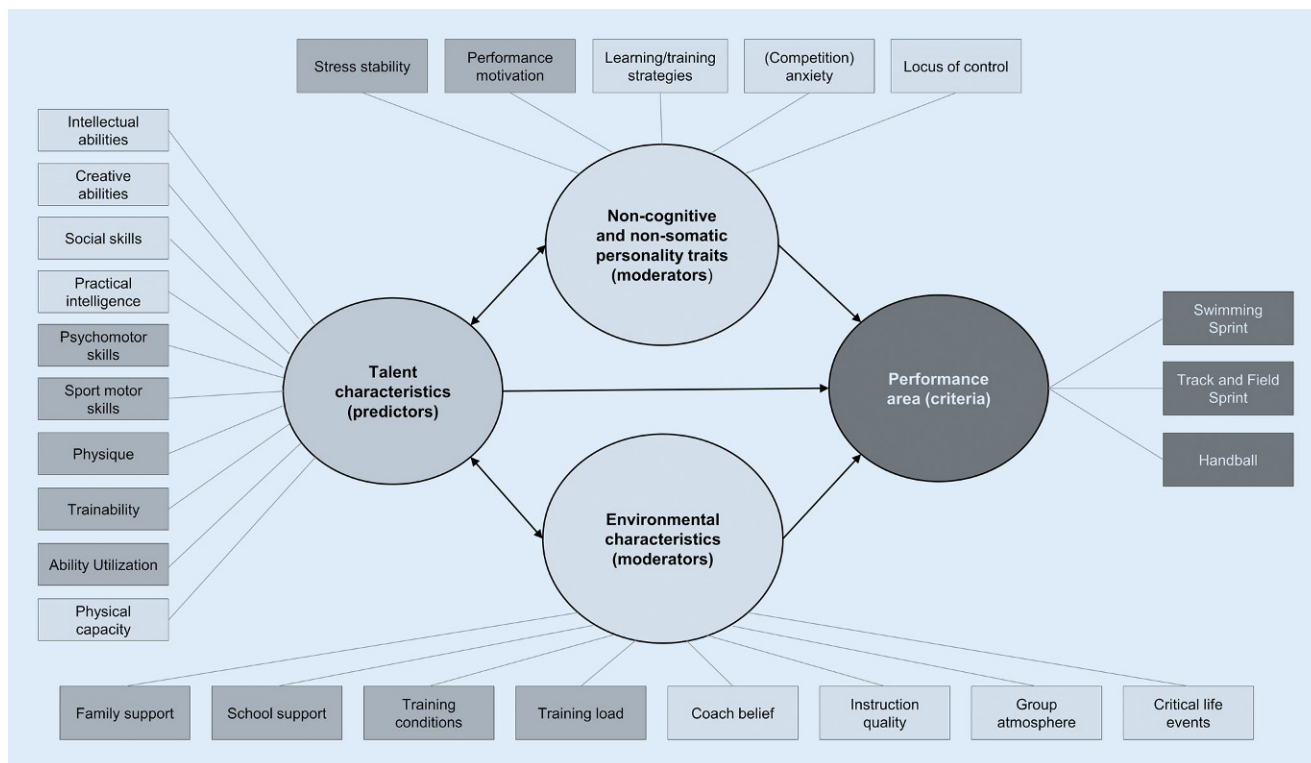 Stress stability
Performance
motivation
Learning/training
strategies
(Competition)
anxiety
Locus of control
Intellectual
abilities
Creative
abilities
Social skills
Practical
intelligence
Psychomotor
skills
Sport motor
skills
Physique
Trainability
Ability Utilization
Physical
capacity
Non-cognitive
and non-somatic
personality traits
(moderators)
Talent
characteristics
(predictors)
Performance
area (criteria)
Environmental
characteristics
(moderators)
Swimming
Sprint
Track and Field
Sprint
Handball
Family support
School support
Training
conditions
Training load
Coach belief
Instruction
quality
Group
atmosphere
Critical life
events